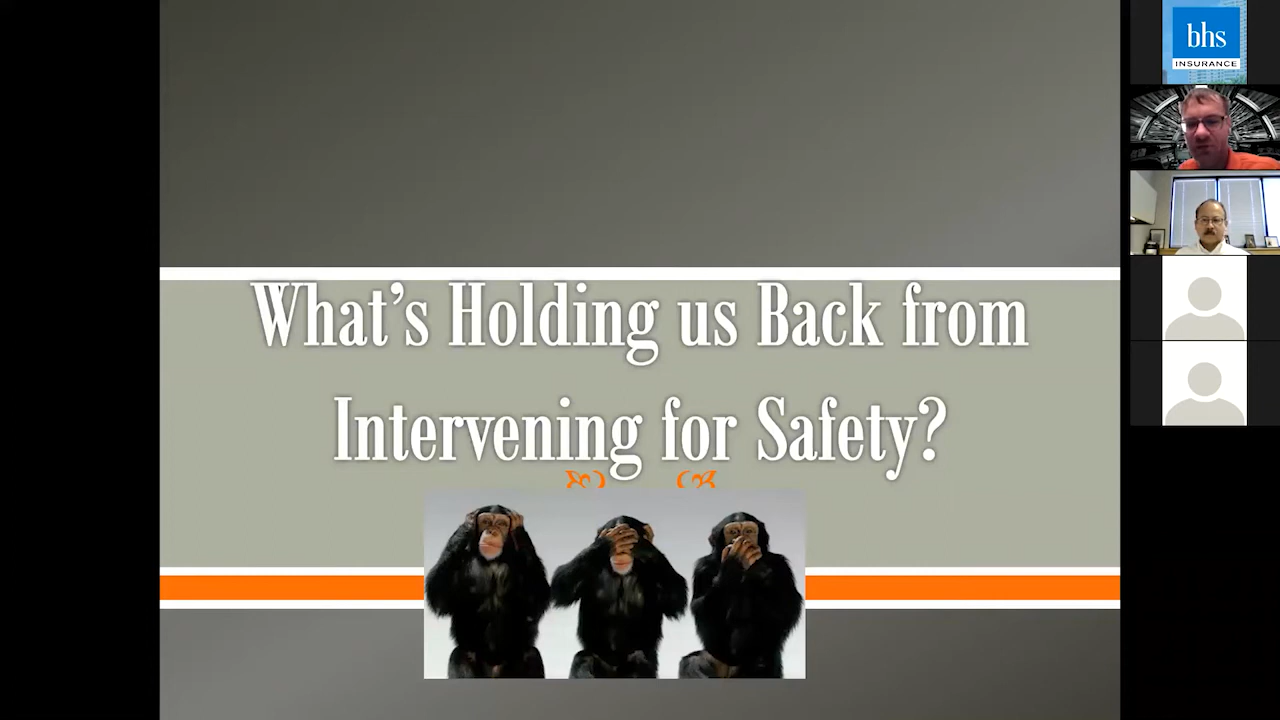 What's Holding us Back from
Intervening for Safety?
bhs
INSURANCE